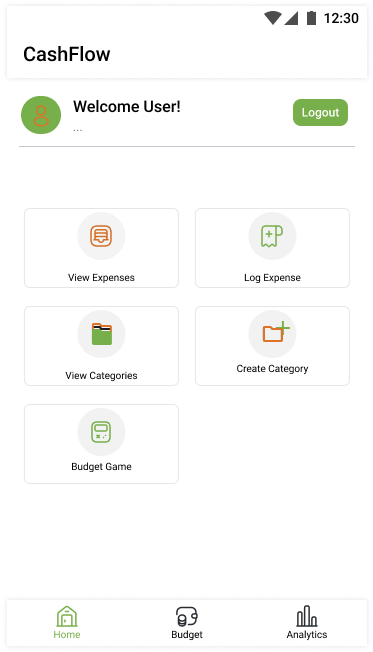 12:30
CashFlow
Welcome User!
...
Logout
View Expenses
Log Expense
View Categories
Create Category
Budget Game
Home
Budget
Analytics